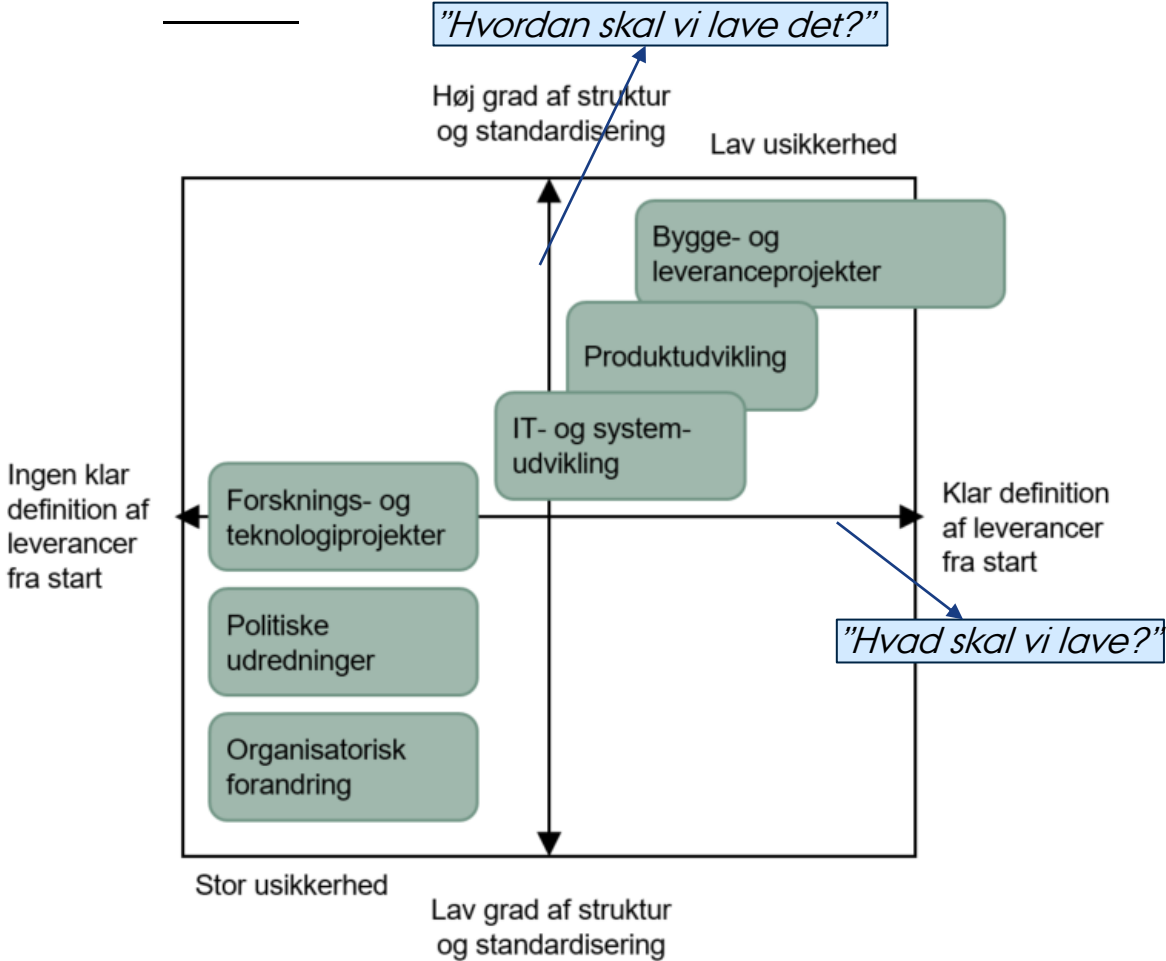 ”Hvordan skal vi lave det?”
Høj grad af struktur
og standardisering
Lav usikkerhed
Bygge- og
leveranceprojekter
Produktudvikling
IT- og system-
udvikling
Ingen klar
definition af
leverancer
fra start
Forsknings- og
teknologiprojekter
Klar definition
af leverancer
fra start
Politiske
udredninger
”Hvad skal vi lave?”
Organisatorisk
forandring
Stor usikkerhed
Lav grad af struktur
og standardisering